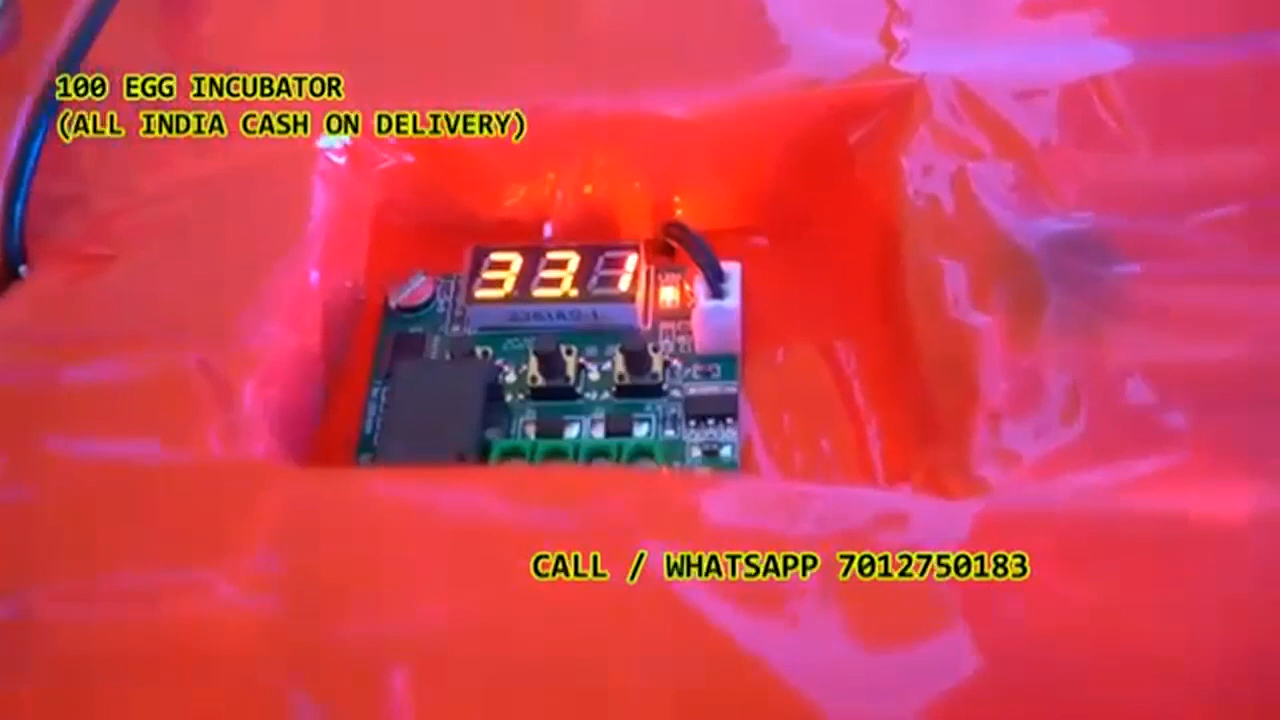 100 EGG INCUBATOR
(ALL INDIA CASH ON DELIVERY)
33.1
CALL / WHATSAPP 7012750183